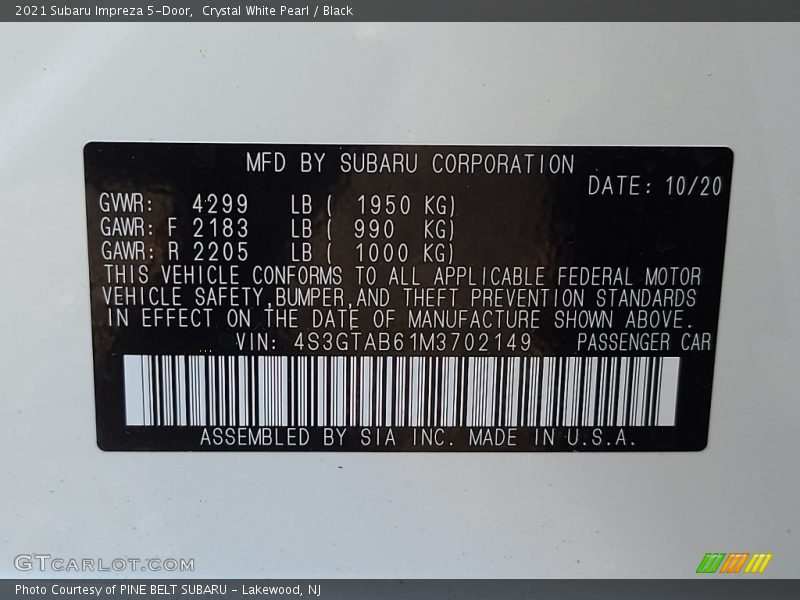 2021 Subaru Impreza 5-Door,  Crystal White Pearl / Black
MFD BY SUBARU CORPORATION
DATE: 10/20
GVWR: 4299 LB ( 1950 KG)
GAWR: F 2183 LB ( 990 KG)
GAWR: R 2205 LB ( 1000 KG)
THIS VEHICLE CONFORMS TO ALL APPLICABLE FEDERAL MOTOR
VEHICLE SAFETY,BUMPER,AND THEFT PREVENTION STANDARDS
IN EFFECT ON THE DATE OF MANUFACTURE SHOWN ABOVE.
VIN: 4S3GTAB61M3702149 PASSENGER CAR
ASSEMBLED BY SIA INC. MADE IN U.S.A.
GTCARLOT.COM
Photo Courtesy of PINE BELT SUBARU - Lakewood, NJ